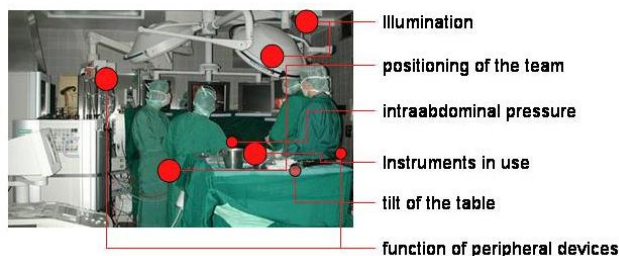 Illumination
positioning of the team
intraabdominal pressure
Instruments in use
tilt of the table
function of peripheral devices